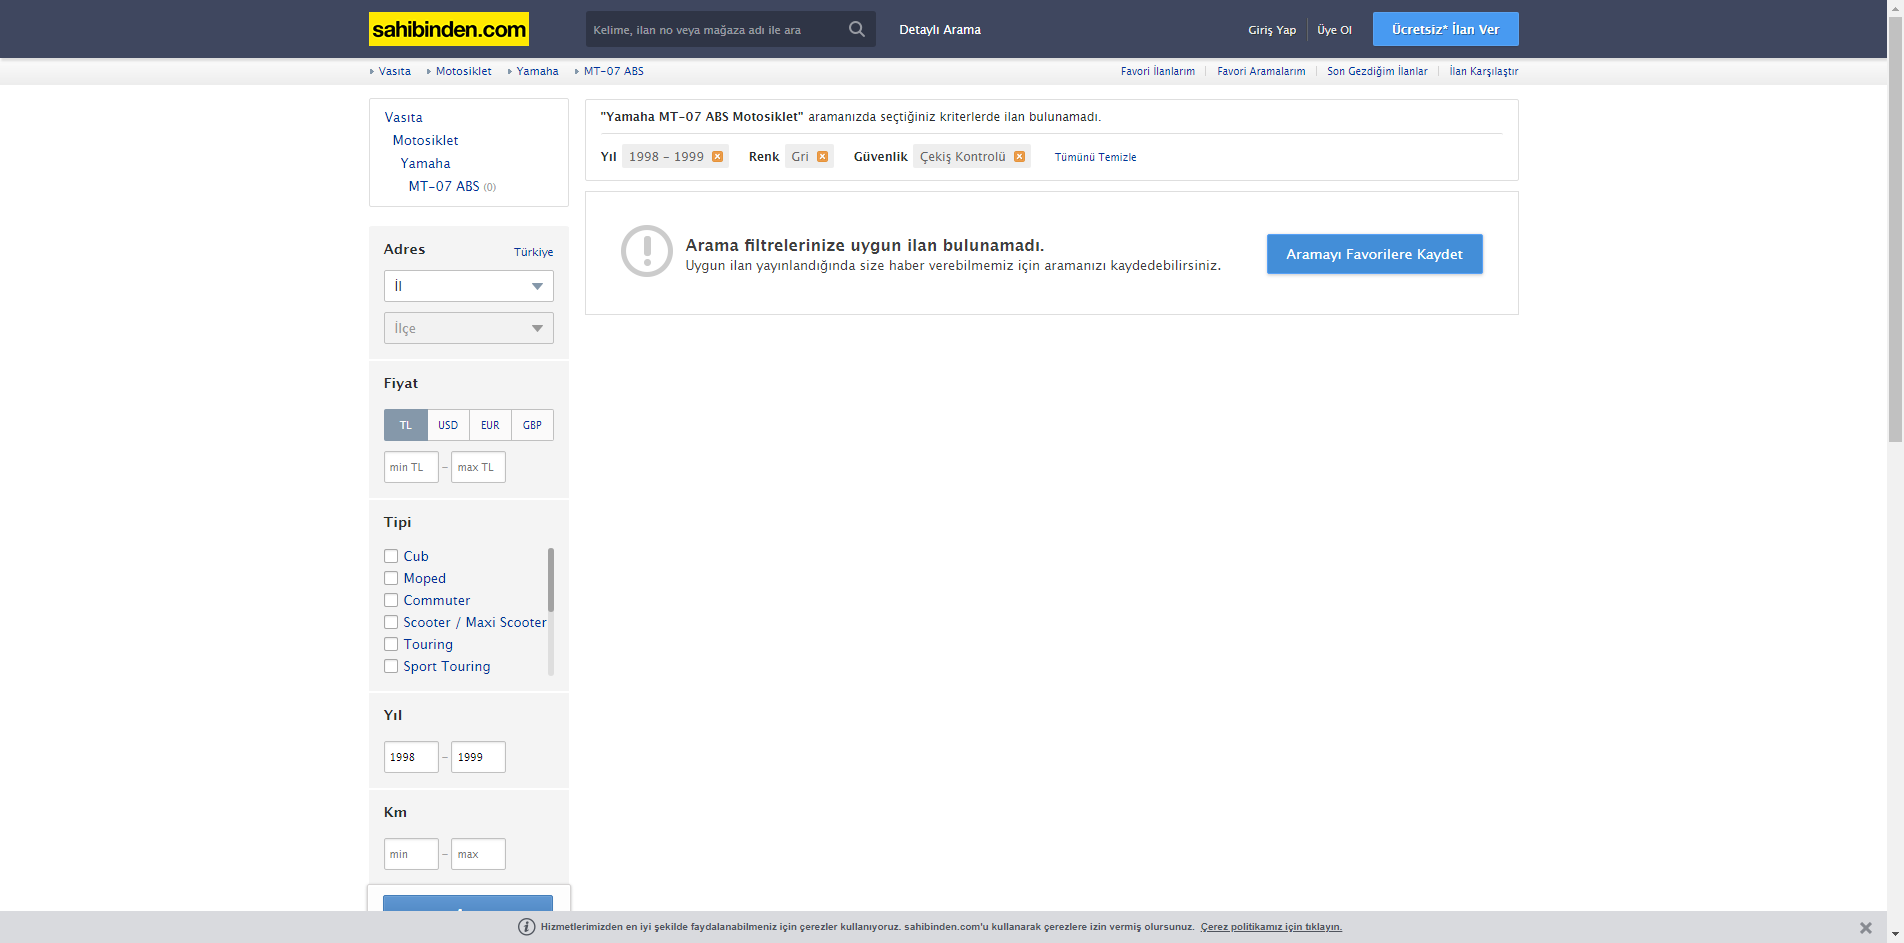 sahibinden.com
Kelime, ilan no veya mağaza adı ile ara
Detaylı Arama
Giriş Yap
Üye Ol
Ücretsiz* İlan Ver
Vasıta
Motosiklet
Yamaha
MT-07 ABS
Favori İlanlarım
Favori Aramalarım
Son Gezdiğim İlanlar
İlan Karşılaştır
Vasıta
Motosiklet
Yamaha
MT-07 ABS (0)
"Yamaha MT-07 ABS Motosiklet" aramanızda seçtiğiniz kriterlerde ilan bulunamadı.
Yıl 1998 - 1999 Renk Gri Güvenlik Çekiş Kontrolü Tümünü Temizle
Arama filtrelerinize uygun ilan bulunamadı.
Uygun ilan yayınlandığında size haber verebilmemiz için aramanızı kaydedebilirsiniz.
Aramayı Favorilere Kaydet
Adres
Türkiye
İl
İlçe
Fiyat
TL USD EUR GBP
min TL - max TL
Tipi
Cub
Moped
Commuter
Scooter / Maxi Scooter
Touring
Sport Touring
Yıl
1998 - 1999
Km
min - max
Hizmetlerimizden en iyi şekilde faydalanabilmeniz için çerezler kullanıyoruz. sahibinden.com'u kullanarak çerezlere izin vermiş olursunuz. Çerez politikamız için tıklayın.